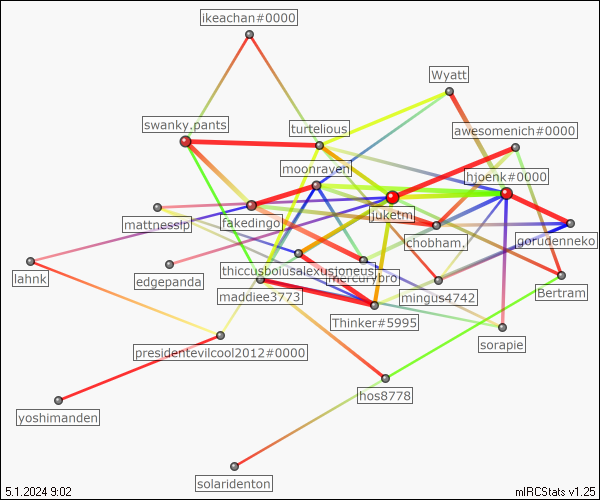 ikeachan#0000
Wyatt
swanky.pants
turtelious
awesomenich#0000
moonraven
hjoenk#0000
mattnesslp
fakedingo
juketm
chobham.
gorudenneko
lahnk
edgepanda
thiccusboiusalexusjoneus
mercurybro
maddiee3773
mingus4742
Bertram
Thinker#5995
sorapie
presidentevilcool2012#0000
yoshimanden
hos8778
solaridenton
5.1.2024 9:02
mIRCStats v1.25